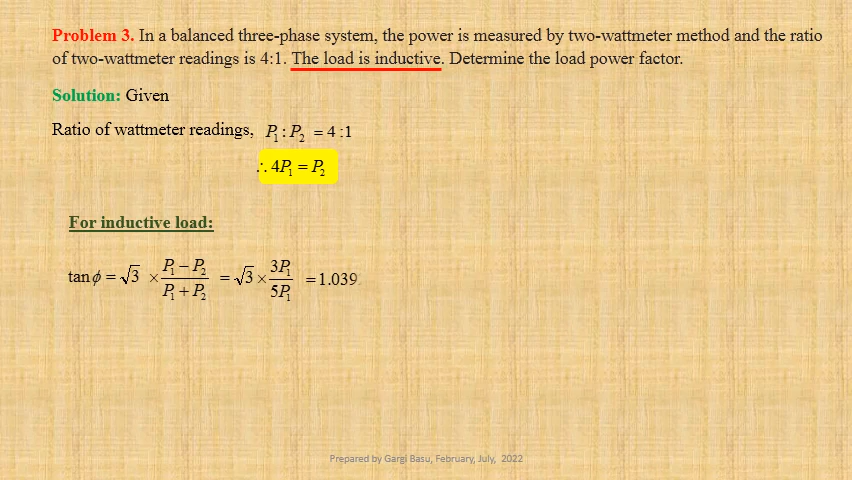 Problem 3. In a balanced three-phase system, the power is measured by two-wattmeter method and the ratio
of two-wattmeter readings is 4:1. The load is inductive. Determine the load power factor.
Solution: Given
Ratio of wattmeter readings, P₁ : P₂ = 4 :1
∴ 4P₁ = P₂
For inductive load:
tan ϕ = √3 × (P₁ − P₂)/(P₁ + P₂) = √3 × 3P₁/5P₁ = 1.039
Prepared by Gargi Basu, February, July, 2022